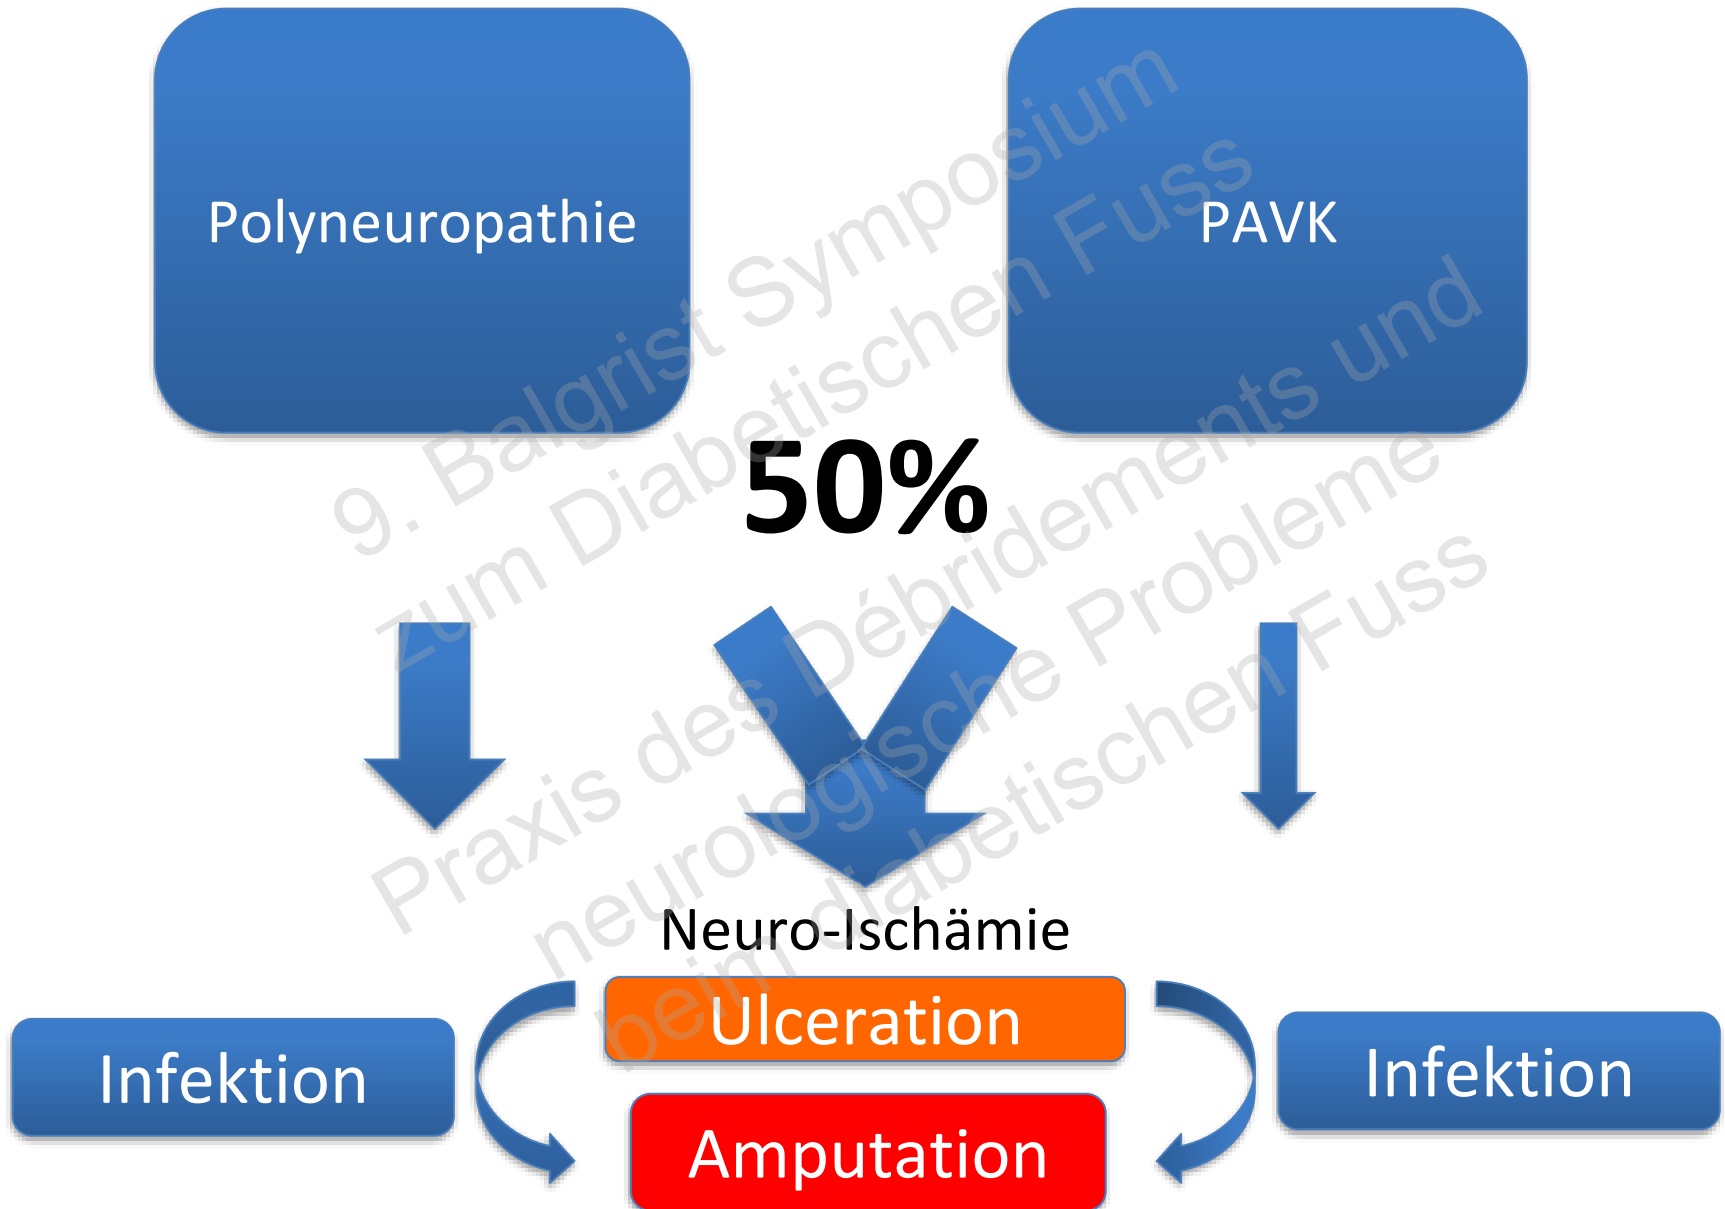 Polyneuropathie
PAVK
50%
Neuro-Ischämie
Ulceration
Infektion
Infektion
Amputation
9. Balgrist Symposium
zum Diabetischen Fuss
Praxis des Débridements und
neurologische Probleme
beim diabetischen Fuss